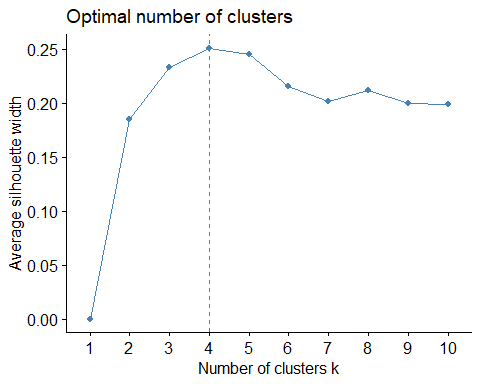 Optimal number of clusters
Average silhouette width
0.25
0.20
0.15
0.10
0.05
0.00
1 2 3 4 5 6 7 8 9 10
Number of clusters k